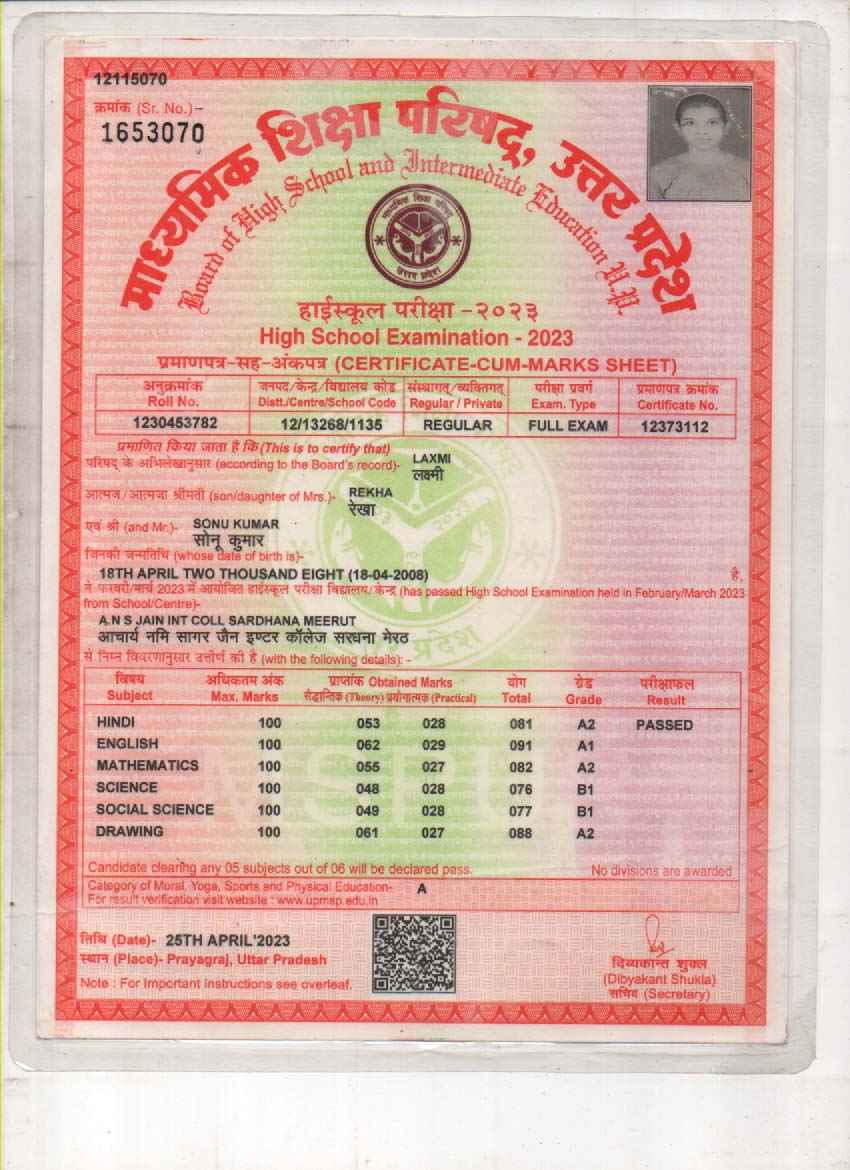 12115070
क्रमांक (Sr. No.)–
1653070
माध्यमिक शिक्षा परिषद्, उत्तर प्रदेश
Board of High School and Intermediate Education U.P.
माध्यमिक शिक्षा परिषद्
उत्तर प्रदेश
हाईस्कूल परीक्षा –२०२३
High School Examination - 2023
प्रमाणपत्र–सह–अंकपत्र (CERTIFICATE-CUM-MARKS SHEET)
अनुक्रमांक जनपद/केन्द्र/विद्यालय कोड संस्थागत्/व्यक्तिगत् परीक्षा प्रवर्ग प्रमाणपत्र क्रमांक
Roll No. Distt./Centre/School Code Regular / Private Exam. Type Certificate No.
1230453782 12/13268/1135 REGULAR FULL EXAM 12373112
प्रमाणित किया जाता है कि (This is to certify that)
परिषद् के अभिलेखानुसार (according to the Board's record)- LAXMI
लक्ष्मी
आत्मज/आत्मजा श्रीमती (son/daughter of Mrs.)- REKHA
रेखा
एवं श्री (and Mr.)- SONU KUMAR
सोनू कुमार
जिनकी जन्मतिथि (whose date of birth is)-
18TH APRIL TWO THOUSAND EIGHT (18-04-2008) है,
ने फरवरी/मार्च 2023 में आयोजित हाईस्कूल परीक्षा विद्यालय/केन्द्र (has passed High School Examination held in February/March 2023
from School/Centre)-
A.N S JAIN INT COLL SARDHANA MEERUT
आचार्य नमि सागर जैन इण्टर कॉलेज सरधना मेरठ
से निम्न विवरणानुसार उत्तीर्ण की है (with the following details): -
विषय अधिकतम अंक प्राप्तांक Obtained Marks योग ग्रेड परीक्षाफल
Subject Max. Marks सैद्धान्तिक (Theory) प्रयोगात्मक (Practical) Total Grade Result
HINDI 100 053 028 081 A2 PASSED
ENGLISH 100 062 029 091 A1
MATHEMATICS 100 055 027 082 A2
SCIENCE 100 048 028 076 B1
SOCIAL SCIENCE 100 049 028 077 B1
DRAWING 100 061 027 088 A2
Candidate clearing any 05 subjects out of 06 will be declared pass. No divisions are awarded
Category of Moral, Yoga, Sports and Physical Education- A
For result verification visit website : www.upmsp.edu.in
तिथि (Date)- 25TH APRIL'2023
स्थान (Place)- Prayagraj, Uttar Pradesh
Note : For Important Instructions see overleaf.
दिव्यकान्त शुक्ल
(Dibyakant Shukla)
सचिव (Secretary)